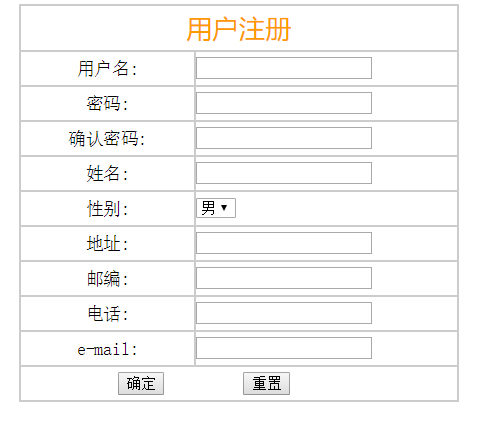 用户注册
用户名:
密码:
确认密码:
姓名:
性别: 男
地址:
邮编:
电话:
e-mail:
确定 重置